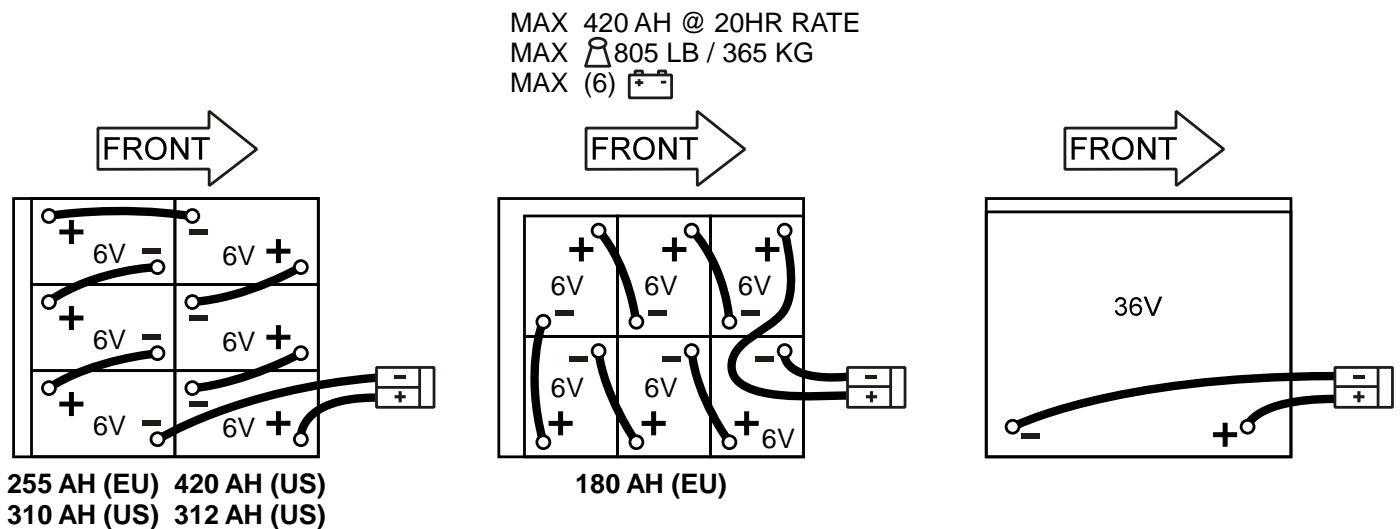 MAX 420 AH @ 20HR RATE
MAX 805 LB / 365 KG
MAX (6) + -
FRONT
+ -
6V - 6V +
+ -
- 6V +
+ -
6V - 6V +
- +
255 AH (EU) 420 AH (US)
310 AH (US) 312 AH (US)
FRONT
+ + +
6V 6V 6V
- - -
- - -
6V 6V
+ + + 6V
- +
180 AH (EU)
FRONT
36V
- +
- +